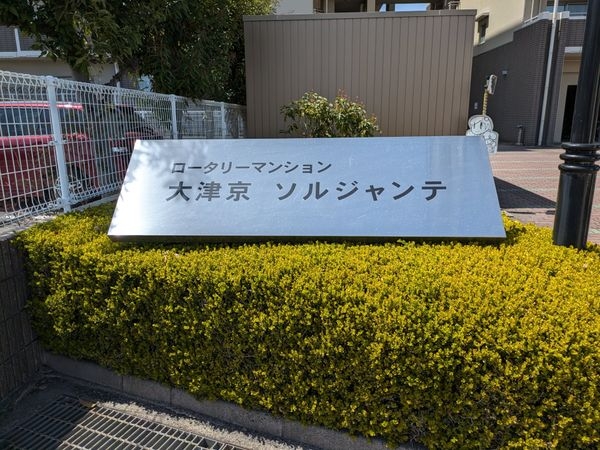 ロータリーマンション
大津京 ソルジャンテ